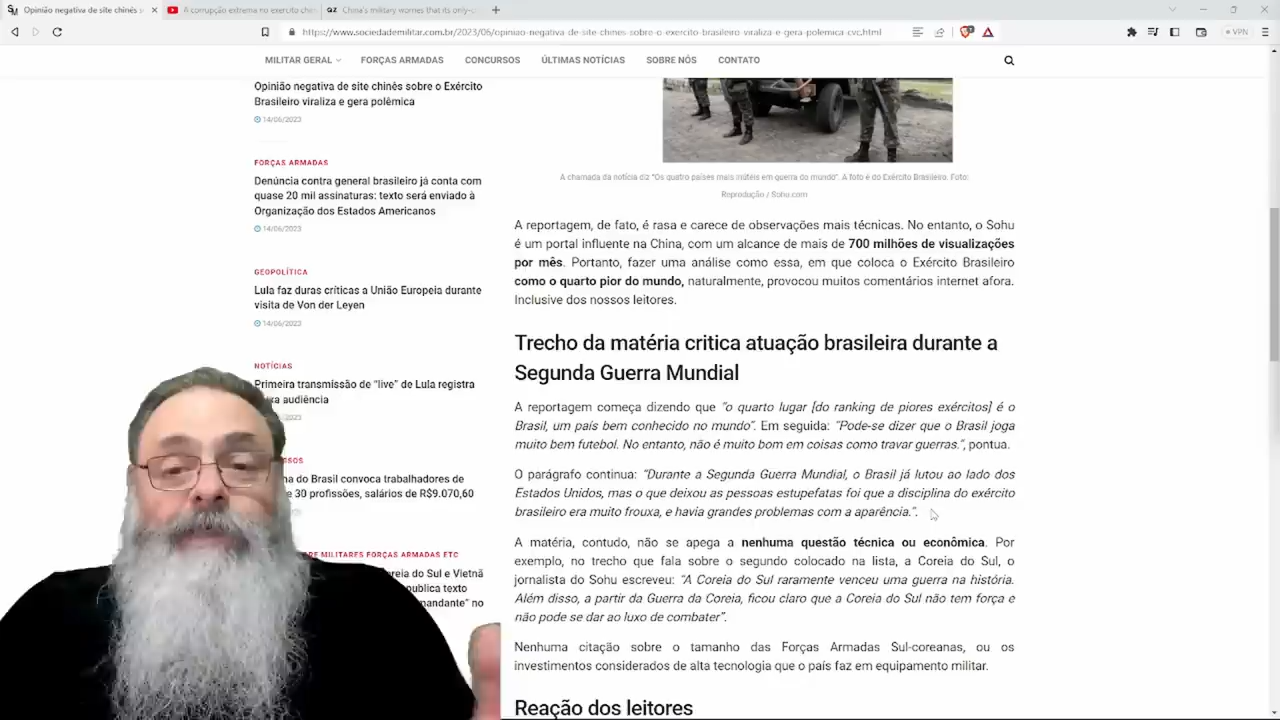 Opinião negativa de site chinês s
A corrupção extrema no exercito chi
China's military worries that its only-c
https://www.sociedademilitar.com.br/2023/06/opiniao-negativa-de-site-chines-sobre-o-exercito-brasileiro-viraliza-e-gera-polemica-cvc.html
VPN
MILITAR GERAL
FORÇAS ARMADAS
CONCURSOS
ÚLTIMAS NOTÍCIAS
SOBRE NÓS
CONTATO
Opinião negativa de site chinês sobre o Exército
Brasileiro viraliza e gera polêmica
14/06/2023
FORÇAS ARMADAS
Denúncia contra general brasileiro já conta com
quase 20 mil assinaturas: texto será enviado à
Organização dos Estados Americanos
14/06/2023
GEOPOLÍTICA
Lula faz duras críticas a União Europeia durante
visita de Von der Leyen
14/06/2023
NOTÍCIAS
Primeira transmissão de “live” de Lula registra
audiência
do Brasil convoca trabalhadores de
30 profissões, salários de R$9.070,60
MILITARES FORÇAS ARMADAS ETC
do Sul e Vietnã
publica texto
no
A chamada da notícia diz “Os quatro países mais inúteis em guerra do mundo”. A foto é do Exército Brasileiro. Foto:
Reprodução / Sohu.com
A reportagem, de fato, é rasa e carece de observações mais técnicas. No entanto, o Sohu
é um portal influente na China, com um alcance de mais de 700 milhões de visualizações
por mês. Portanto, fazer uma análise como essa, em que coloca o Exército Brasileiro
como o quarto pior do mundo, naturalmente, provocou muitos comentários internet afora.
Inclusive dos nossos leitores.
Trecho da matéria critica atuação brasileira durante a
Segunda Guerra Mundial
A reportagem começa dizendo que “o quarto lugar [do ranking de piores exércitos] é o
Brasil, um país bem conhecido no mundo”. Em seguida: “Pode-se dizer que o Brasil joga
muito bem futebol. No entanto, não é muito bom em coisas como travar guerras.”, pontua.
O parágrafo continua: “Durante a Segunda Guerra Mundial, o Brasil já lutou ao lado dos
Estados Unidos, mas o que deixou as pessoas estupefatas foi que a disciplina do exército
brasileiro era muito frouxa, e havia grandes problemas com a aparência.”.
A matéria, contudo, não se apega a nenhuma questão técnica ou econômica. Por
exemplo, no trecho que fala sobre o segundo colocado na lista, a Coreia do Sul, o
jornalista do Sohu escreveu: “A Coreia do Sul raramente venceu uma guerra na história.
Além disso, a partir da Guerra da Coreia, ficou claro que a Coreia do Sul não tem força e
não pode se dar ao luxo de combater”.
Nenhuma citação sobre o tamanho das Forças Armadas Sul-coreanas, ou os
investimentos considerados de alta tecnologia que o país faz em equipamento militar.
Reação dos leitores